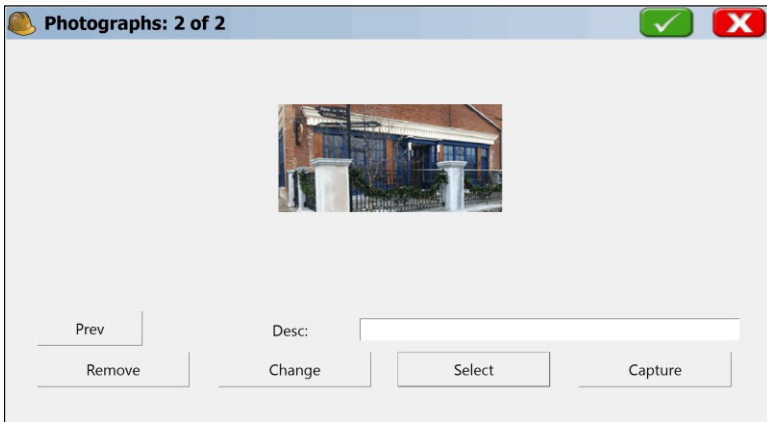 Photographs: 2 of 2
Prev
Desc:
Remove
Change
Select
Capture